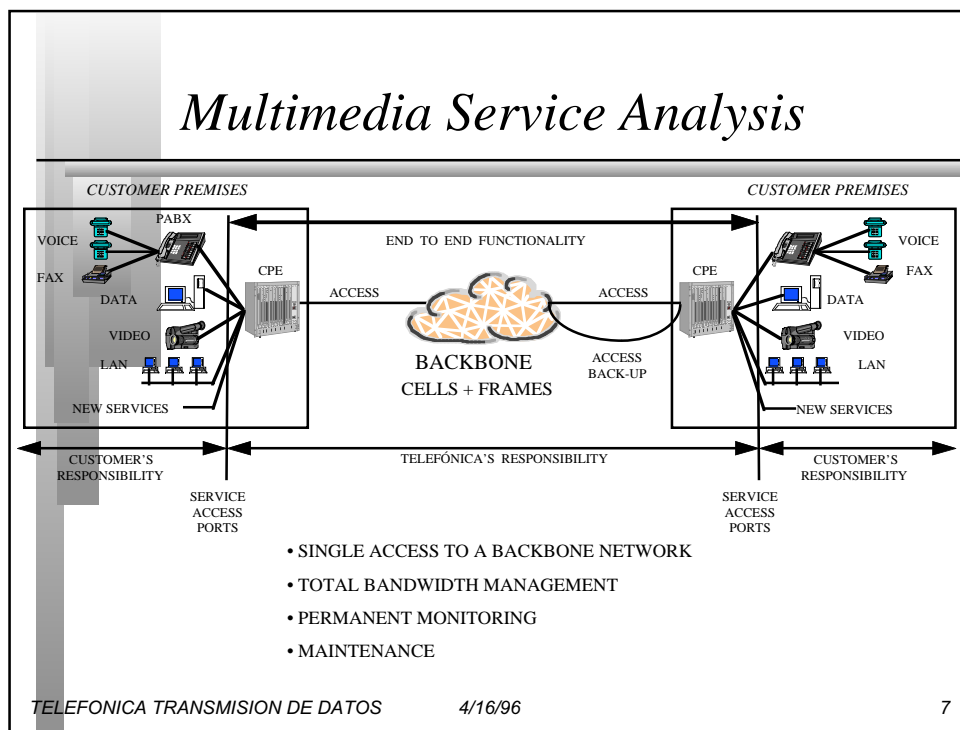 Multimedia Service Analysis
CUSTOMER PREMISES
CUSTOMER PREMISES
PABX
VOICE
FAX
DATA
VIDEO
LAN
NEW SERVICES
CPE
END TO END FUNCTIONALITY
ACCESS
BACKBONE
CELLS + FRAMES
ACCESS
ACCESS
BACK-UP
CPE
VOICE
FAX
DATA
VIDEO
LAN
NEW SERVICES
CUSTOMER'S
RESPONSIBILITY
TELEFÓNICA'S RESPONSIBILITY
CUSTOMER'S
RESPONSIBILITY
SERVICE
ACCESS
PORTS
SERVICE
ACCESS
PORTS
• SINGLE ACCESS TO A BACKBONE NETWORK
• TOTAL BANDWIDTH MANAGEMENT
• PERMANENT MONITORING
• MAINTENANCE
TELEFONICA TRANSMISION DE DATOS 4/16/96 7